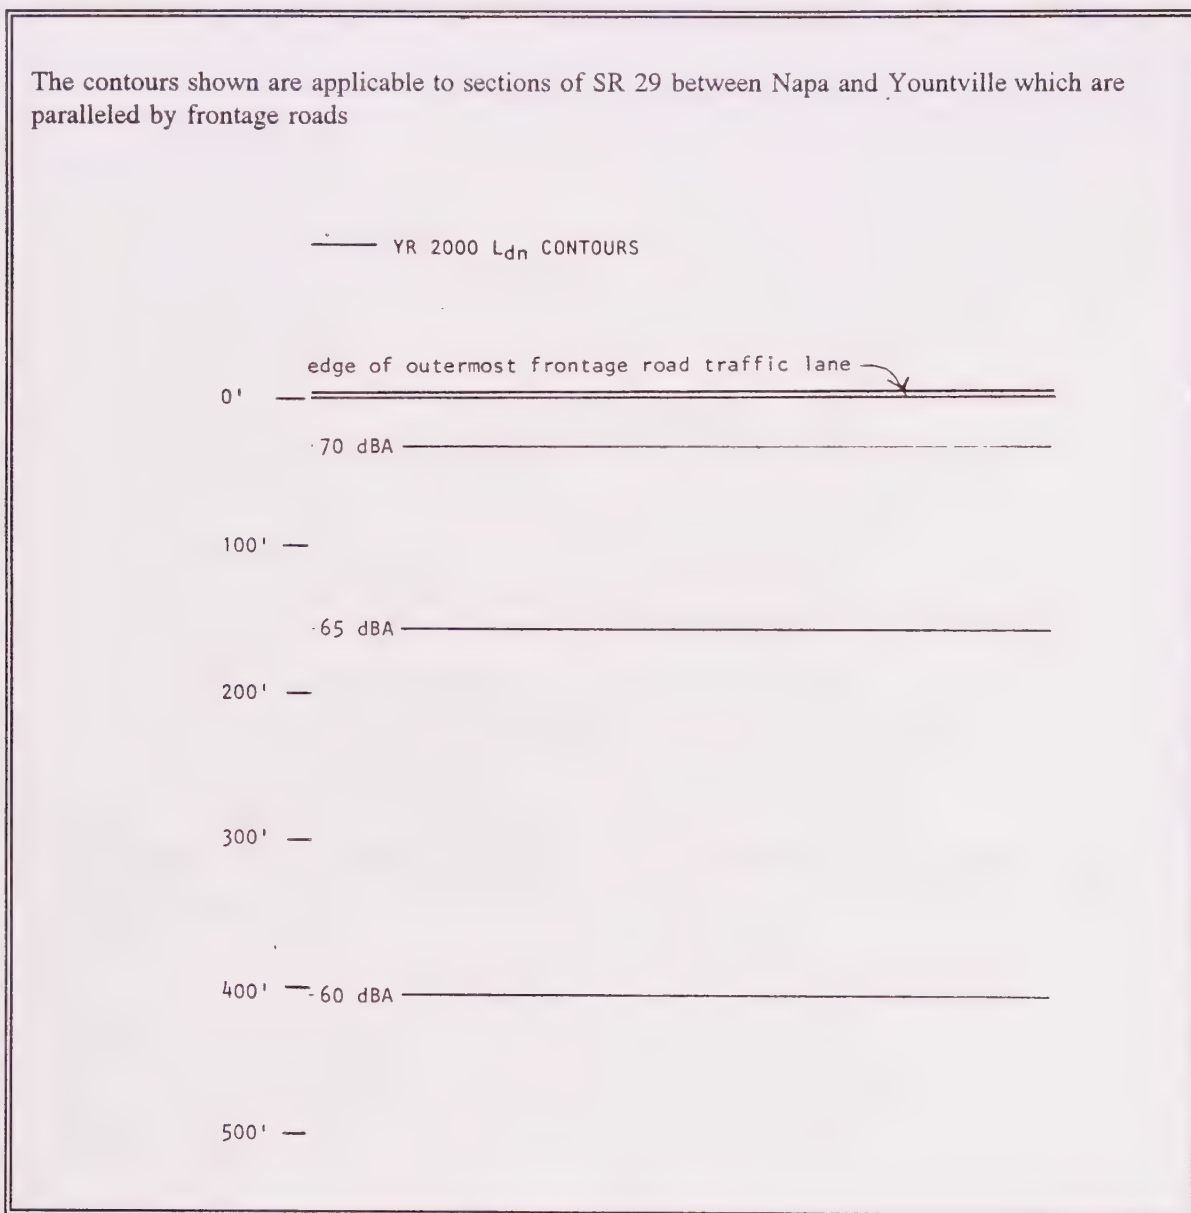 The contours shown are applicable to sections of SR 29 between Napa and Yountville which are
paralleled by frontage roads
YR 2000 Ldn CONTOURS
edge of outermost frontage road traffic lane
0'
70 dBA
100'
65 dBA
200'
300'
400'
60 dBA
500'